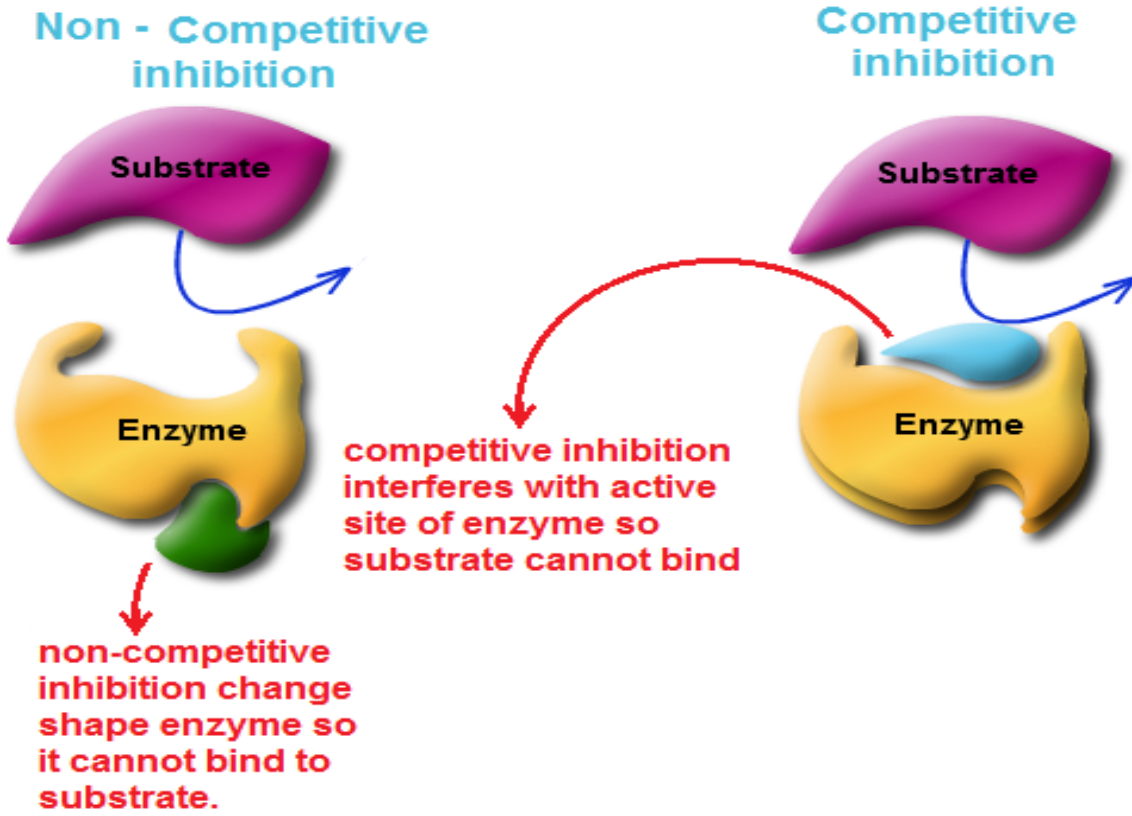 Non - Competitive
inhibition
Substrate
Enzyme
non-competitive
inhibition change
shape enzyme so
it cannot bind to
substrate.
competitive inhibition
interferes with active
site of enzyme so
substrate cannot bind
Competitive
inhibition
Substrate
Enzyme